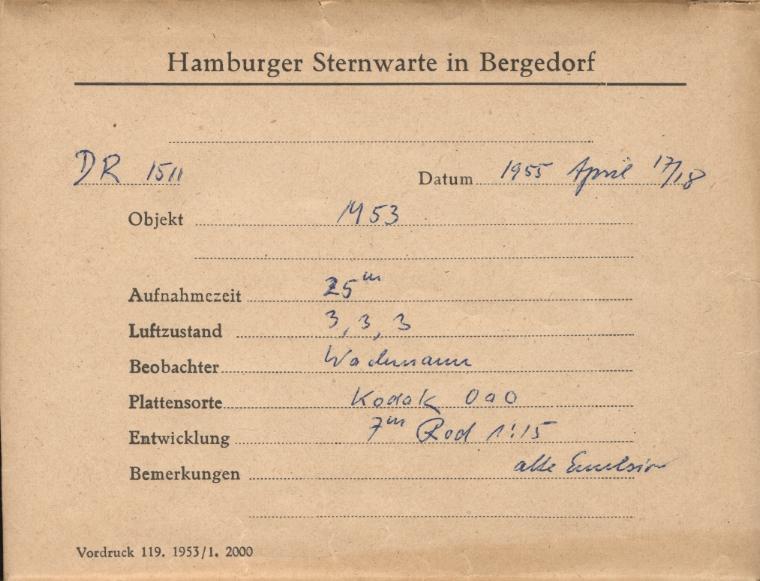 Hamburger Sternwarte in Bergedorf
DR 1511 Datum 1955 April 17/18
Objekt M53
Aufnahmezeit 25m
Luftzustand 3, 3, 3
Beobachter Wachmann
Plattensorte Kodak OaO
Entwicklung 7m Rod 1:15
Bemerkungen alte Emulsion
Vordruck 119. 1953/1. 2000